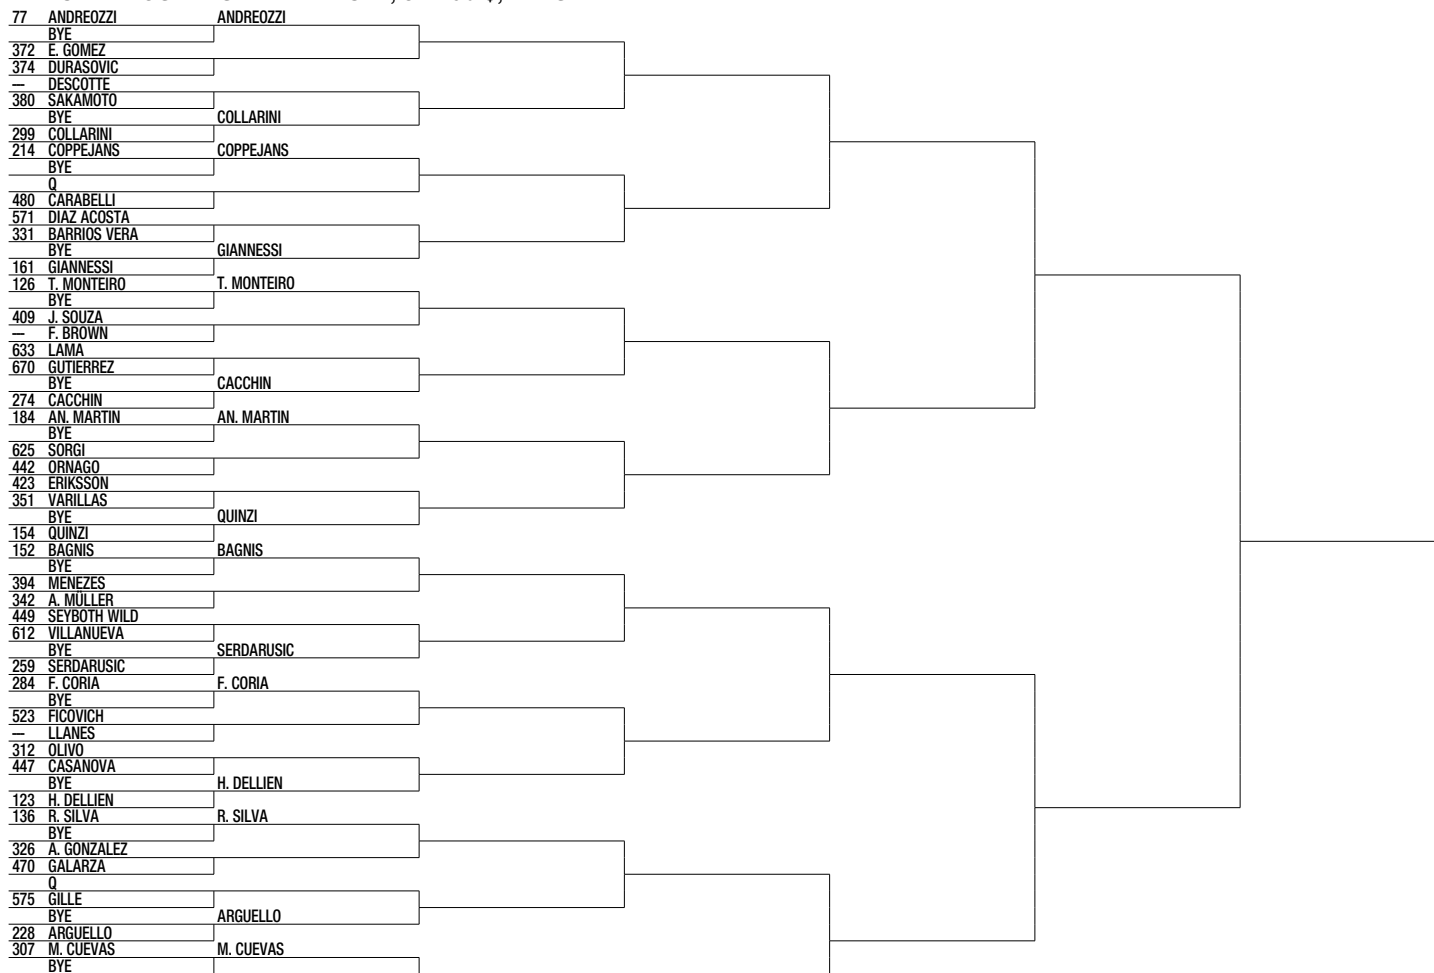 77 ANDREOZZI ANDREOZZI
BYE
372 E. GOMEZ
374 DURASOVIC
— DESCOTTE
380 SAKAMOTO
BYE COLLARINI
299 COLLARINI
214 COPPEJANS COPPEJANS
BYE
Q
480 CARABELLI
571 DIAZ ACOSTA
331 BARRIOS VERA
BYE GIANNESSI
161 GIANNESSI
126 T. MONTEIRO T. MONTEIRO
BYE
409 J. SOUZA
— F. BROWN
633 LAMA
670 GUTIERREZ
BYE CACCHIN
274 CACCHIN
184 AN. MARTIN AN. MARTIN
BYE
625 SORGI
442 ORNAGO
423 ERIKSSON
351 VARILLAS
BYE QUINZI
154 QUINZI
152 BAGNIS BAGNIS
BYE
394 MENEZES
342 A. MÜLLER
449 SEYBOTH WILD
612 VILLANUEVA
BYE SERDARUSIC
259 SERDARUSIC
284 F. CORIA F. CORIA
BYE
523 FICOVICH
— LLANES
312 OLIVO
447 CASANOVA
BYE H. DELLIEN
123 H. DELLIEN
136 R. SILVA R. SILVA
BYE
326 A. GONZALEZ
470 GALARZA
Q
575 GILLE
BYE ARGUELLO
228 ARGUELLO
307 M. CUEVAS M. CUEVAS
BYE